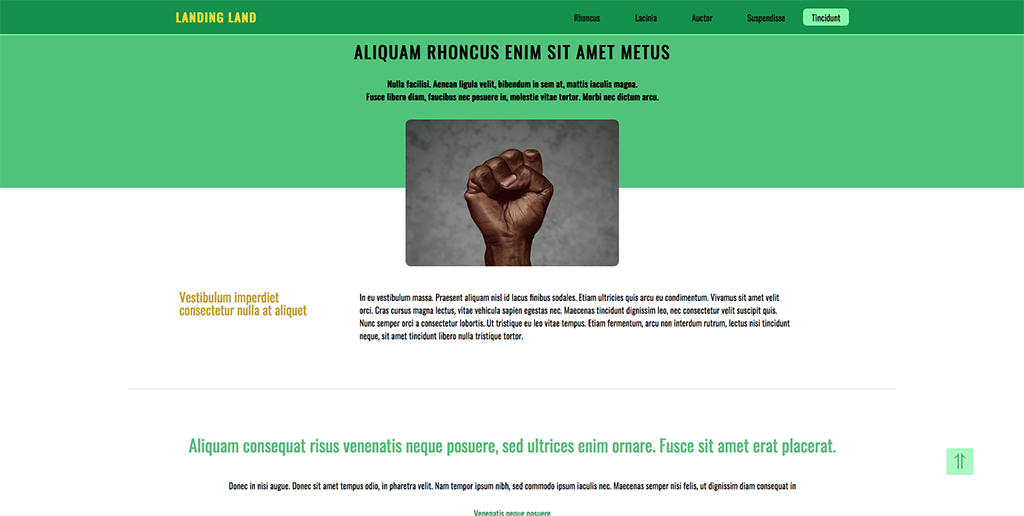 LANDING LAND
Rhoncus
Lacinia
Auctor
Suspendisse
Tincidunt
ALIQUAM RHONCUS ENIM SIT AMET METUS
Nulla facilisi. Aenean ligula velit, bibendum in sem at, mattis iaculis magna.
Fusce libero diam, faucibus nec posuere in, molestie vitae tortor. Morbi nec dictum arcu.
Vestibulum imperdiet
consectetur nulla at aliquet
In eu vestibulum massa. Praesent aliquam nisl id lacus finibus sodales. Etiam ultricies quis arcu eu condimentum. Vivamus sit amet velit
orci. Cras cursus magna lectus, vitae vehicula sapien egestas nec. Maecenas tincidunt dignissim leo, nec consectetur velit suscipit quis.
Nunc semper orci a consectetur lobortis. Ut tristique eu leo vitae tempus. Etiam fermentum, arcu non interdum rutrum, lectus nisi tincidunt
neque, sit amet tincidunt libero nulla tristique tortor.
Aliquam consequat risus venenatis neque posuere, sed ultrices enim ornare. Fusce sit amet erat placerat.
Donec in nisi augue. Donec sit amet tempus odio, in pharetra velit. Nam tempor ipsum nibh, sed commodo ipsum iaculis nec. Maecenas semper nisi felis, ut dignissim diam consequat in
Venenatis neque posuere